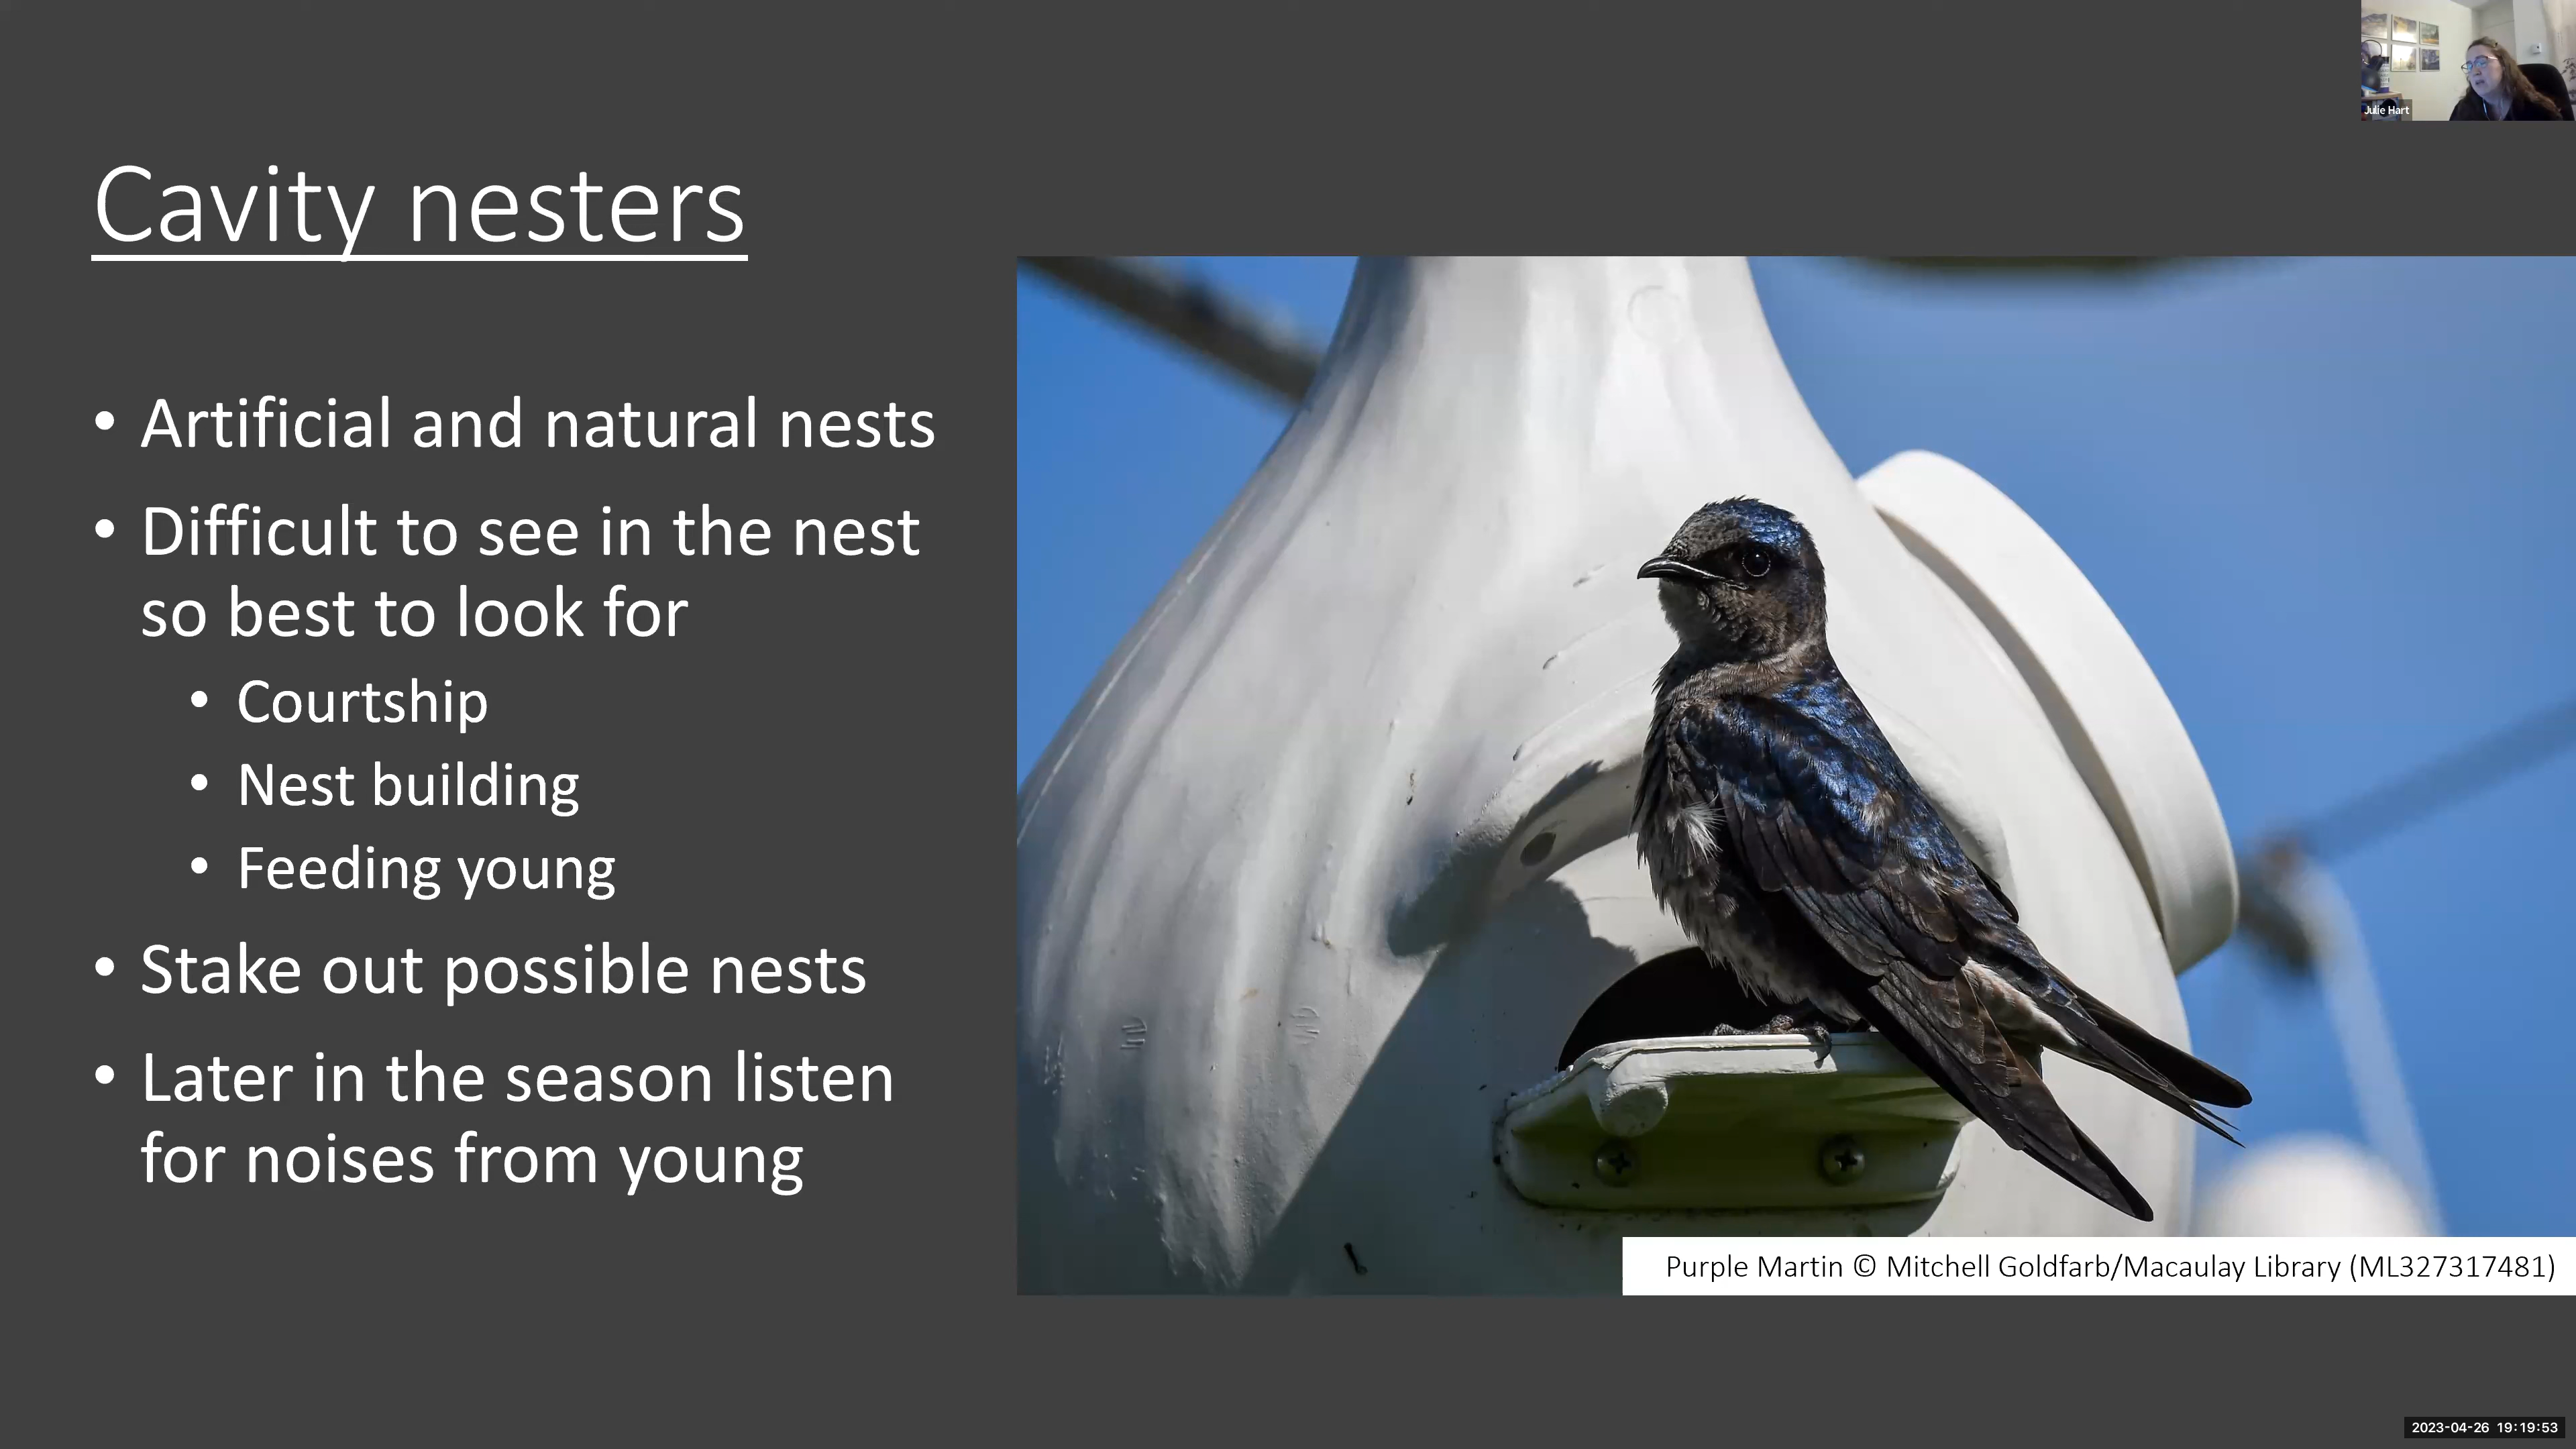 Julie Hart
Cavity nesters
• Artificial and natural nests
• Difficult to see in the nest
so best to look for
• Courtship
• Nest building
• Feeding young
• Stake out possible nests
• Later in the season listen
for noises from young
Purple Martin © Mitchell Goldfarb/Macaulay Library (ML327317481)
2023-04-26 19:19:53